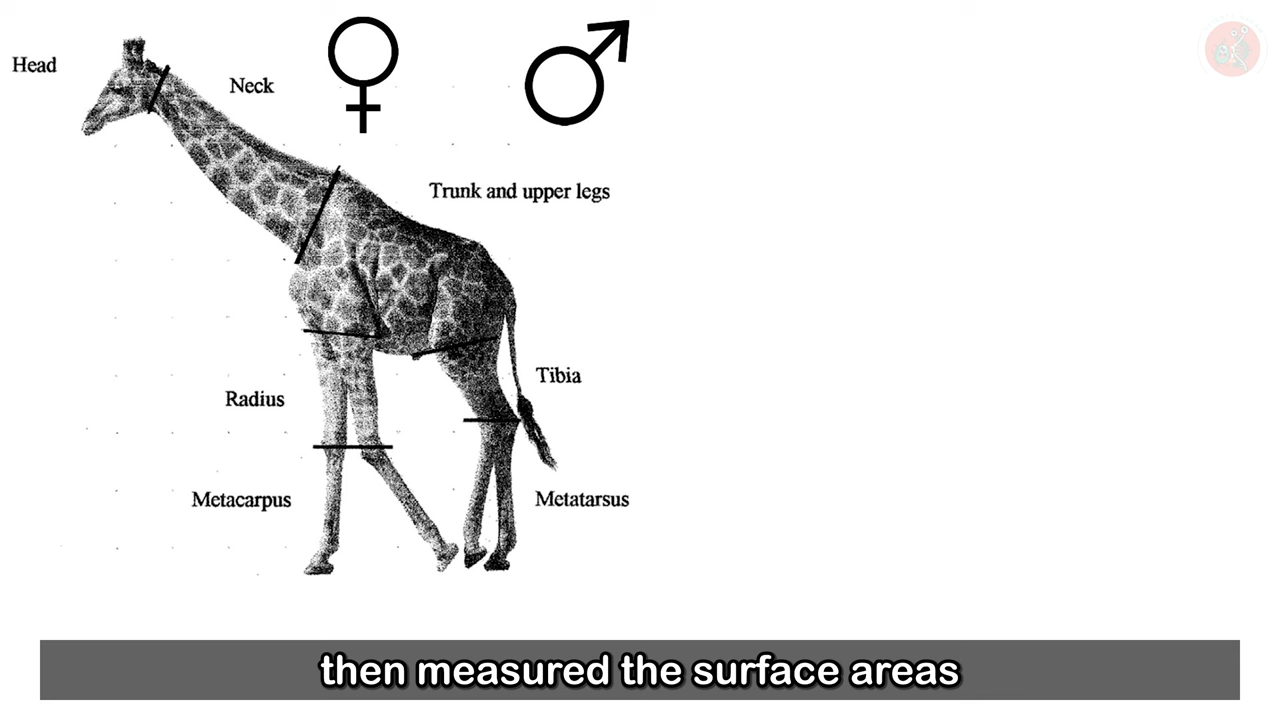 Head
Neck
Trunk and upper legs
Tibia
Radius
Metacarpus
Metatarsus
then measured the surface areas